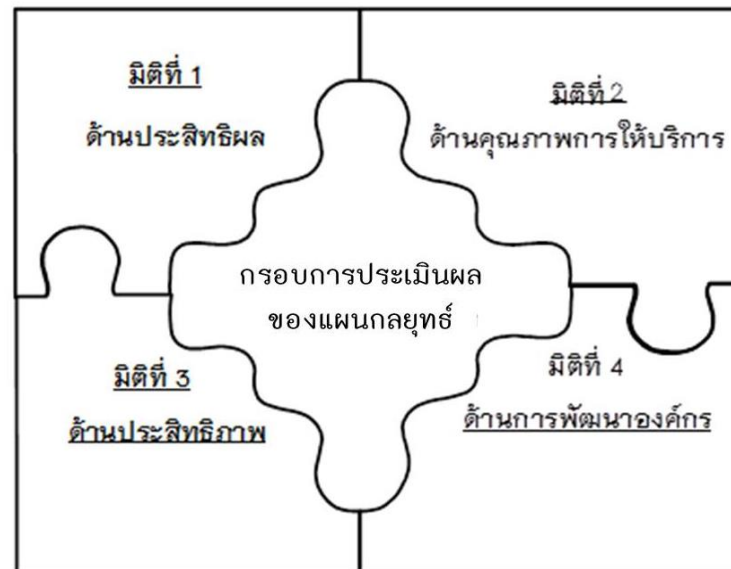 มิติที่ 1
ด้านประสิทธิผล
มิติที่ 2
ด้านคุณภาพการให้บริการ
กรอบการประเมินผล
ของแผนกลยุทธ์
มิติที่ 3
ด้านประสิทธิภาพ
มิติที่ 4
ด้านการพัฒนาองค์กร